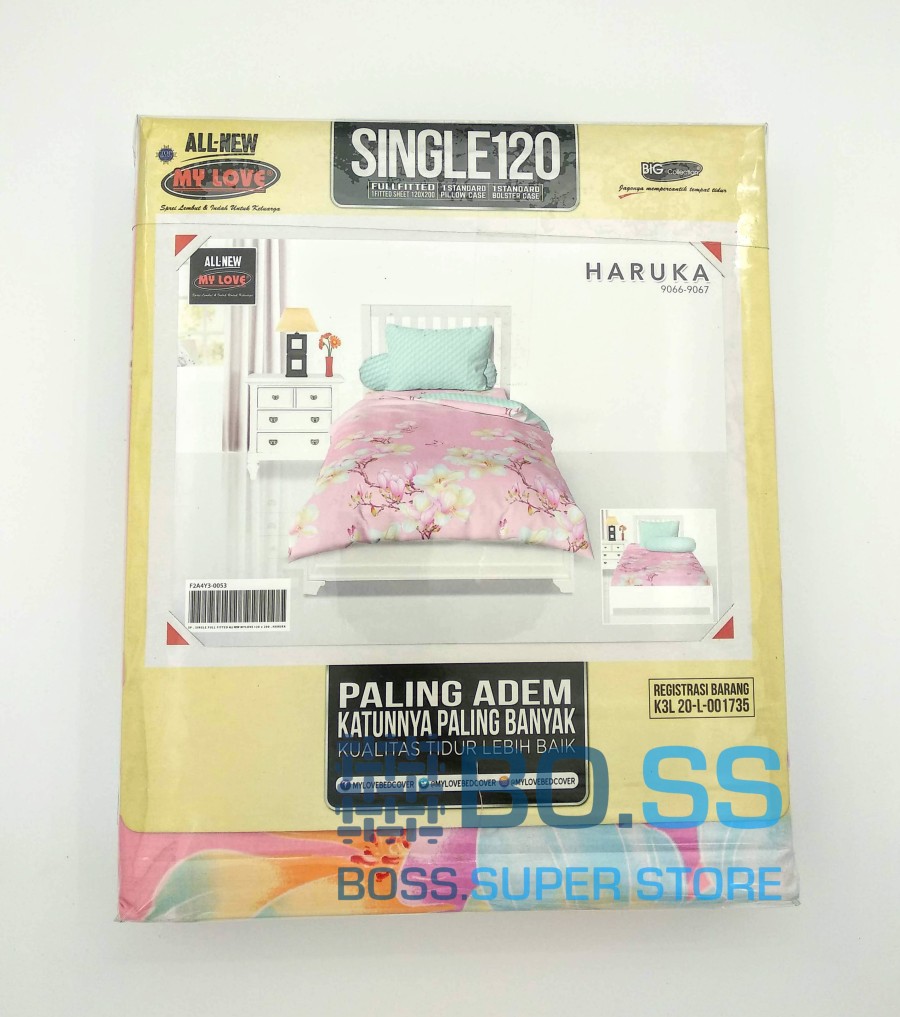 ALL-NEW
MY LOVE
Sprei Lembut & Indah Untuk Keluarga
SINGLE120
FULLFITTED
1FITTED SHEET 120X200
1 STANDARD
PILLOW CASE
1 STANDARD
BOLSTER CASE
BIG Collection
Jagonya mempercantik tempat tidur
ALL-NEW
MY LOVE
HARUKA
9066-9067
F2A4Y3-0053
PALING ADEM
KATUNNYA PALING BANYAK
KUALITAS TIDUR LEBIH BAIK
MYLOVEBEDCOVER @MYLOVEBEDCOVER @MYLOVEBEDCOVER
REGISTRASI BARANG
K3L 20-L-001735
BO.SS
BOSS.SUPER STORE